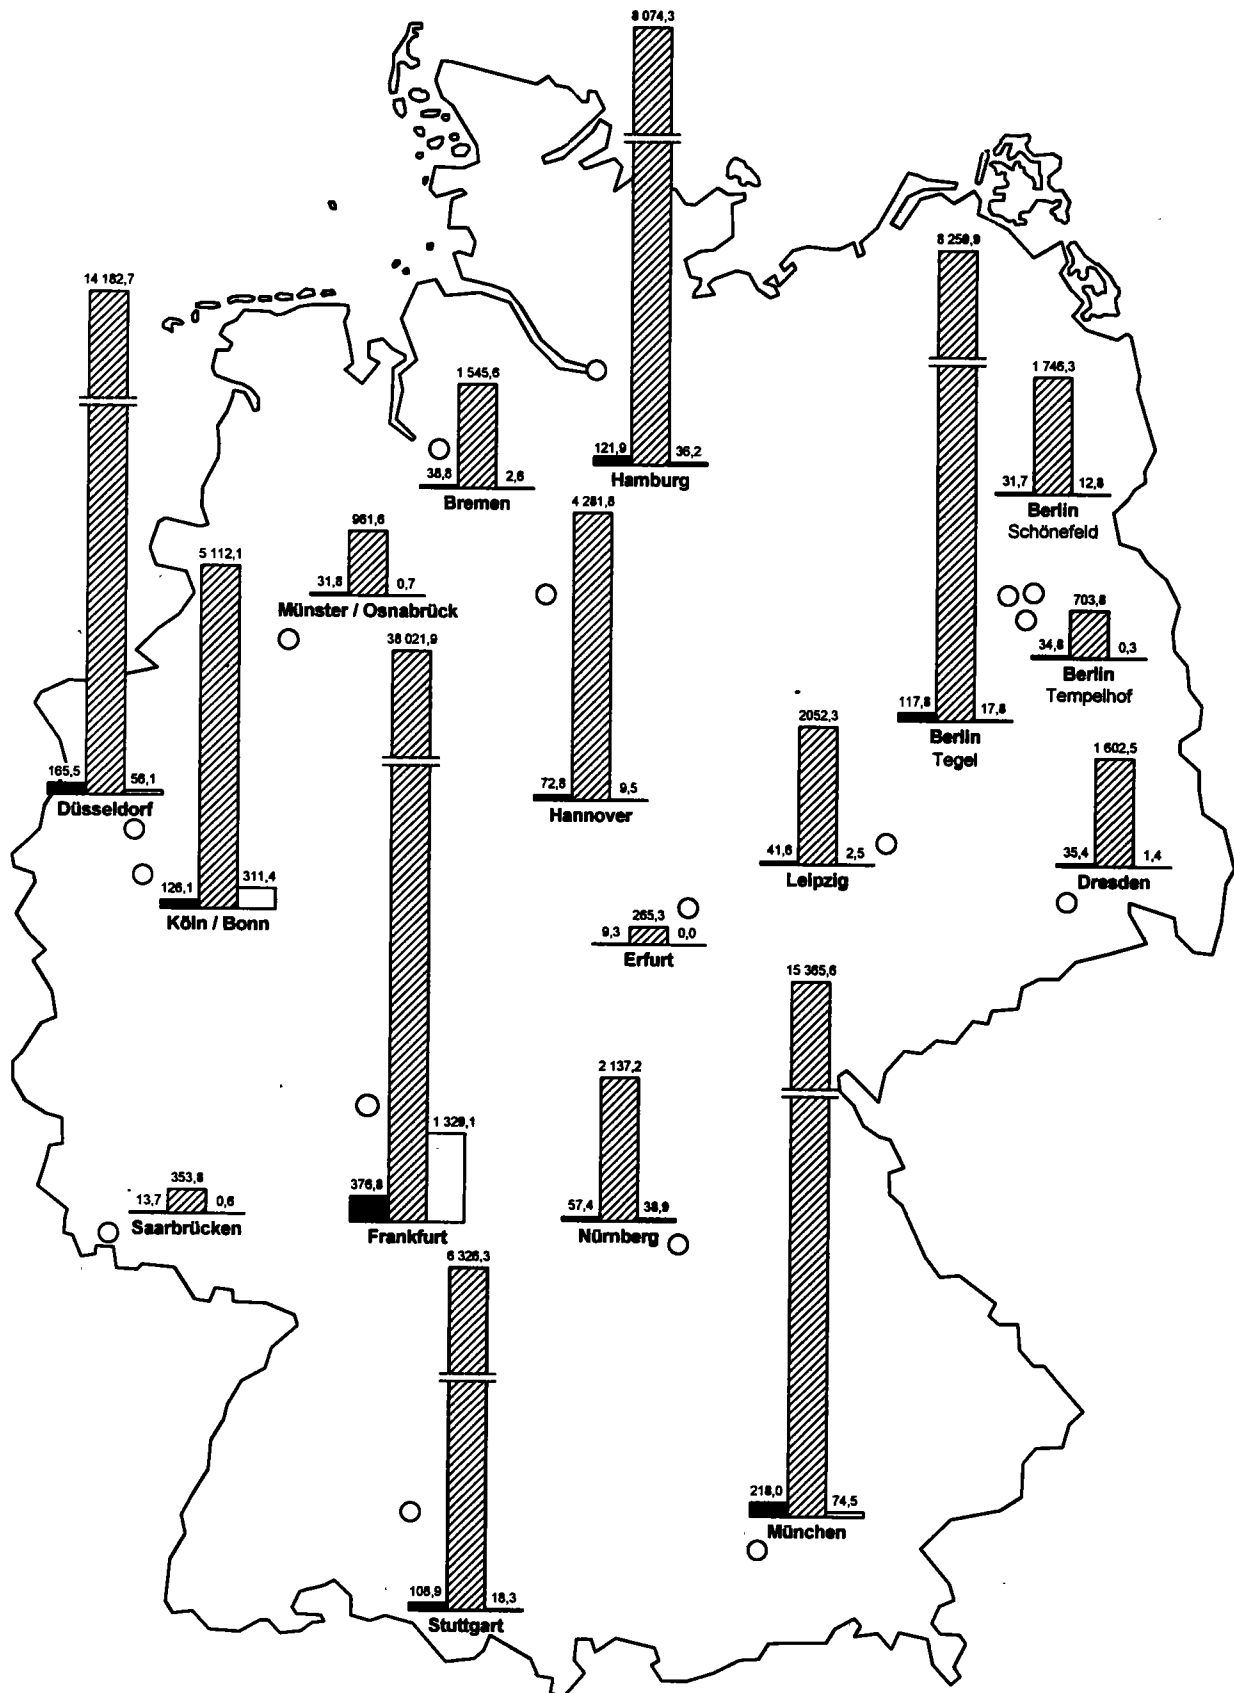 8 074,3
121,9 36,2
Hamburg
14 182,7
165,5 56,1
Düsseldorf
1 545,6
38,8 2,6
Bremen
8 259,9
117,8 17,8
Berlin
Tegel
1 746,3
31,7 12,8
Berlin
Schönefeld
961,6
31,8 0,7
Münster / Osnabrück
4 281,8
72,8 9,5
Hannover
5 112,1
126,1 311,4
Köln / Bonn
703,8
34,8 0,3
Berlin
Tempelhof
38 021,9
376,8 1 329,1
Frankfurt
2052,3
41,6 2,5
Leipzig
1 602,5
35,4 1,4
Dresden
265,3
9,3 0,0
Erfurt
15 365,6
218,0 74,5
München
2 137,2
57,4 38,9
Nürnberg
353,8
13,7 0,6
Saarbrücken
6 326,3
108,9 18,3
Stuttgart